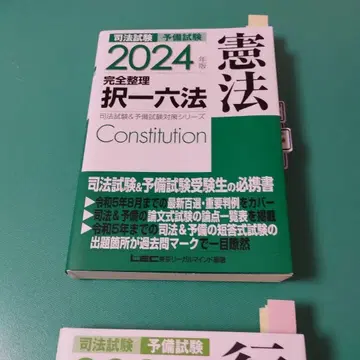 司法試験 予備試験
2024年版
憲法
完全整理
択一六法
司法試験&予備試験対策シリーズ
Constitution
司法試験&予備試験受験生の必携書
▶令和5年8月までの最新百選・重要判例をカバー
▶司法&予備の論文式試験の論点一覧表を掲載
▶令和5年までの司法&予備の短答式試験の
出題箇所が過去問マークで一目瞭然
LEC東京リーガルマインド編著
司法試験 予備試験